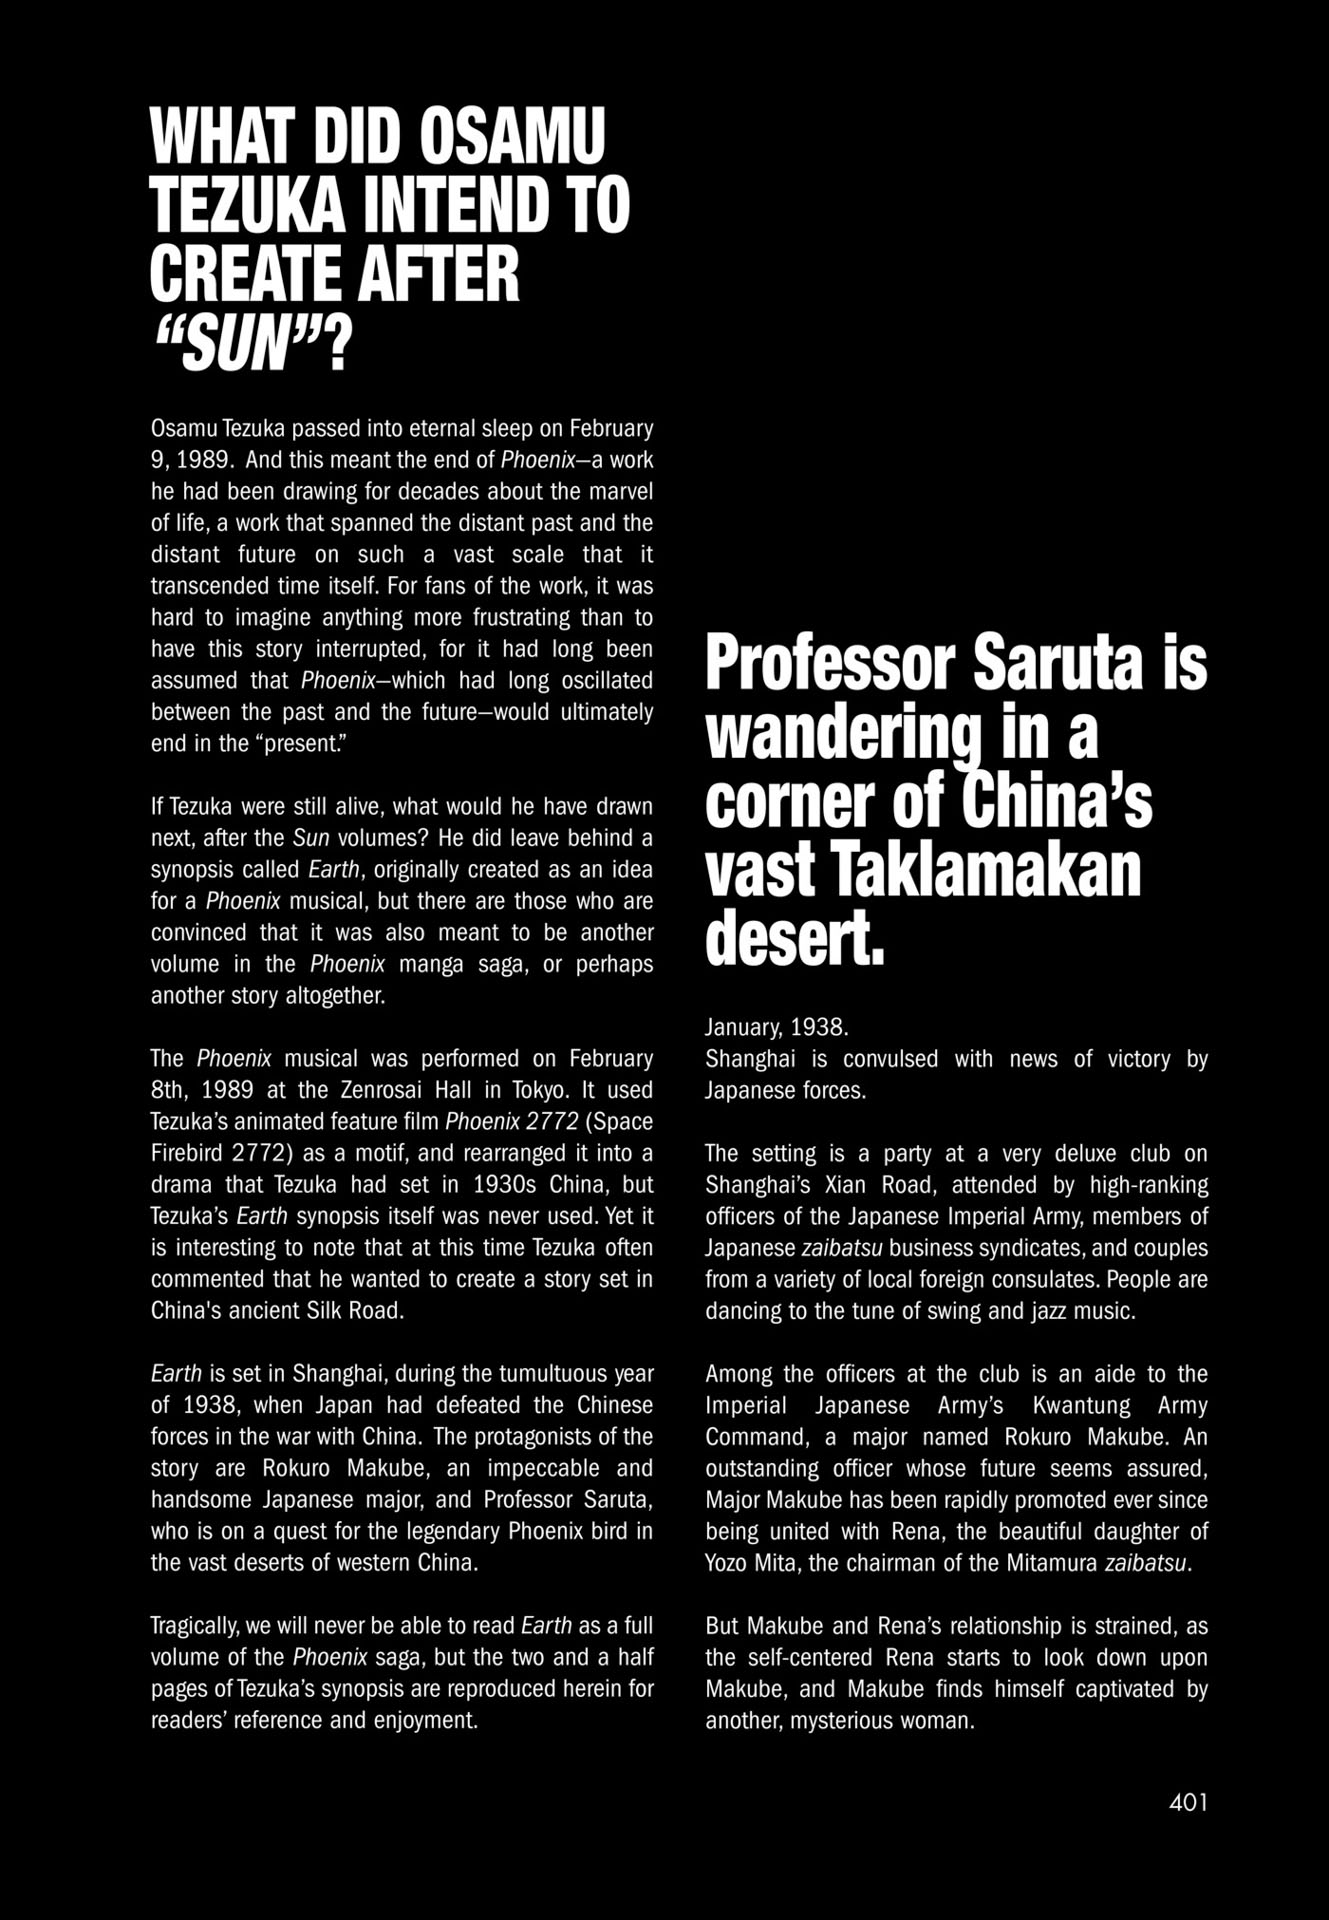 WHAT DID OSAMU
TEZUKA INTEND TO
CREATE AFTER
“SUN”?
Osamu Tezuka passed into eternal sleep on February
9, 1989. And this meant the end of Phoenix—a work
he had been drawing for decades about the marvel
of life, a work that spanned the distant past and the
distant future on such a vast scale that it
transcended time itself. For fans of the work, it was
hard to imagine anything more frustrating than to
have this story interrupted, for it had long been
assumed that Phoenix—which had long oscillated
between the past and the future—would ultimately
end in the “present.”
If Tezuka were still alive, what would he have drawn
next, after the Sun volumes? He did leave behind a
synopsis called Earth, originally created as an idea
for a Phoenix musical, but there are those who are
convinced that it was also meant to be another
volume in the Phoenix manga saga, or perhaps
another story altogether.
The Phoenix musical was performed on February
8th, 1989 at the Zenrosai Hall in Tokyo. It used
Tezuka’s animated feature film Phoenix 2772 (Space
Firebird 2772) as a motif, and rearranged it into a
drama that Tezuka had set in 1930s China, but
Tezuka’s Earth synopsis itself was never used. Yet it
is interesting to note that at this time Tezuka often
commented that he wanted to create a story set in
China's ancient Silk Road.
Earth is set in Shanghai, during the tumultuous year
of 1938, when Japan had defeated the Chinese
forces in the war with China. The protagonists of the
story are Rokuro Makube, an impeccable and
handsome Japanese major, and Professor Saruta,
who is on a quest for the legendary Phoenix bird in
the vast deserts of western China.
Tragically, we will never be able to read Earth as a full
volume of the Phoenix saga, but the two and a half
pages of Tezuka’s synopsis are reproduced herein for
readers’ reference and enjoyment.
Professor Saruta is
wandering in a
corner of China’s
vast Taklamakan
desert.
January, 1938.
Shanghai is convulsed with news of victory by
Japanese forces.
The setting is a party at a very deluxe club on
Shanghai’s Xian Road, attended by high-ranking
officers of the Japanese Imperial Army, members of
Japanese zaibatsu business syndicates, and couples
from a variety of local foreign consulates. People are
dancing to the tune of swing and jazz music.
Among the officers at the club is an aide to the
Imperial Japanese Army’s Kwantung Army
Command, a major named Rokuro Makube. An
outstanding officer whose future seems assured,
Major Makube has been rapidly promoted ever since
being united with Rena, the beautiful daughter of
Yozo Mita, the chairman of the Mitamura zaibatsu.
But Makube and Rena’s relationship is strained, as
the self-centered Rena starts to look down upon
Makube, and Makube finds himself captivated by
another, mysterious woman.
401